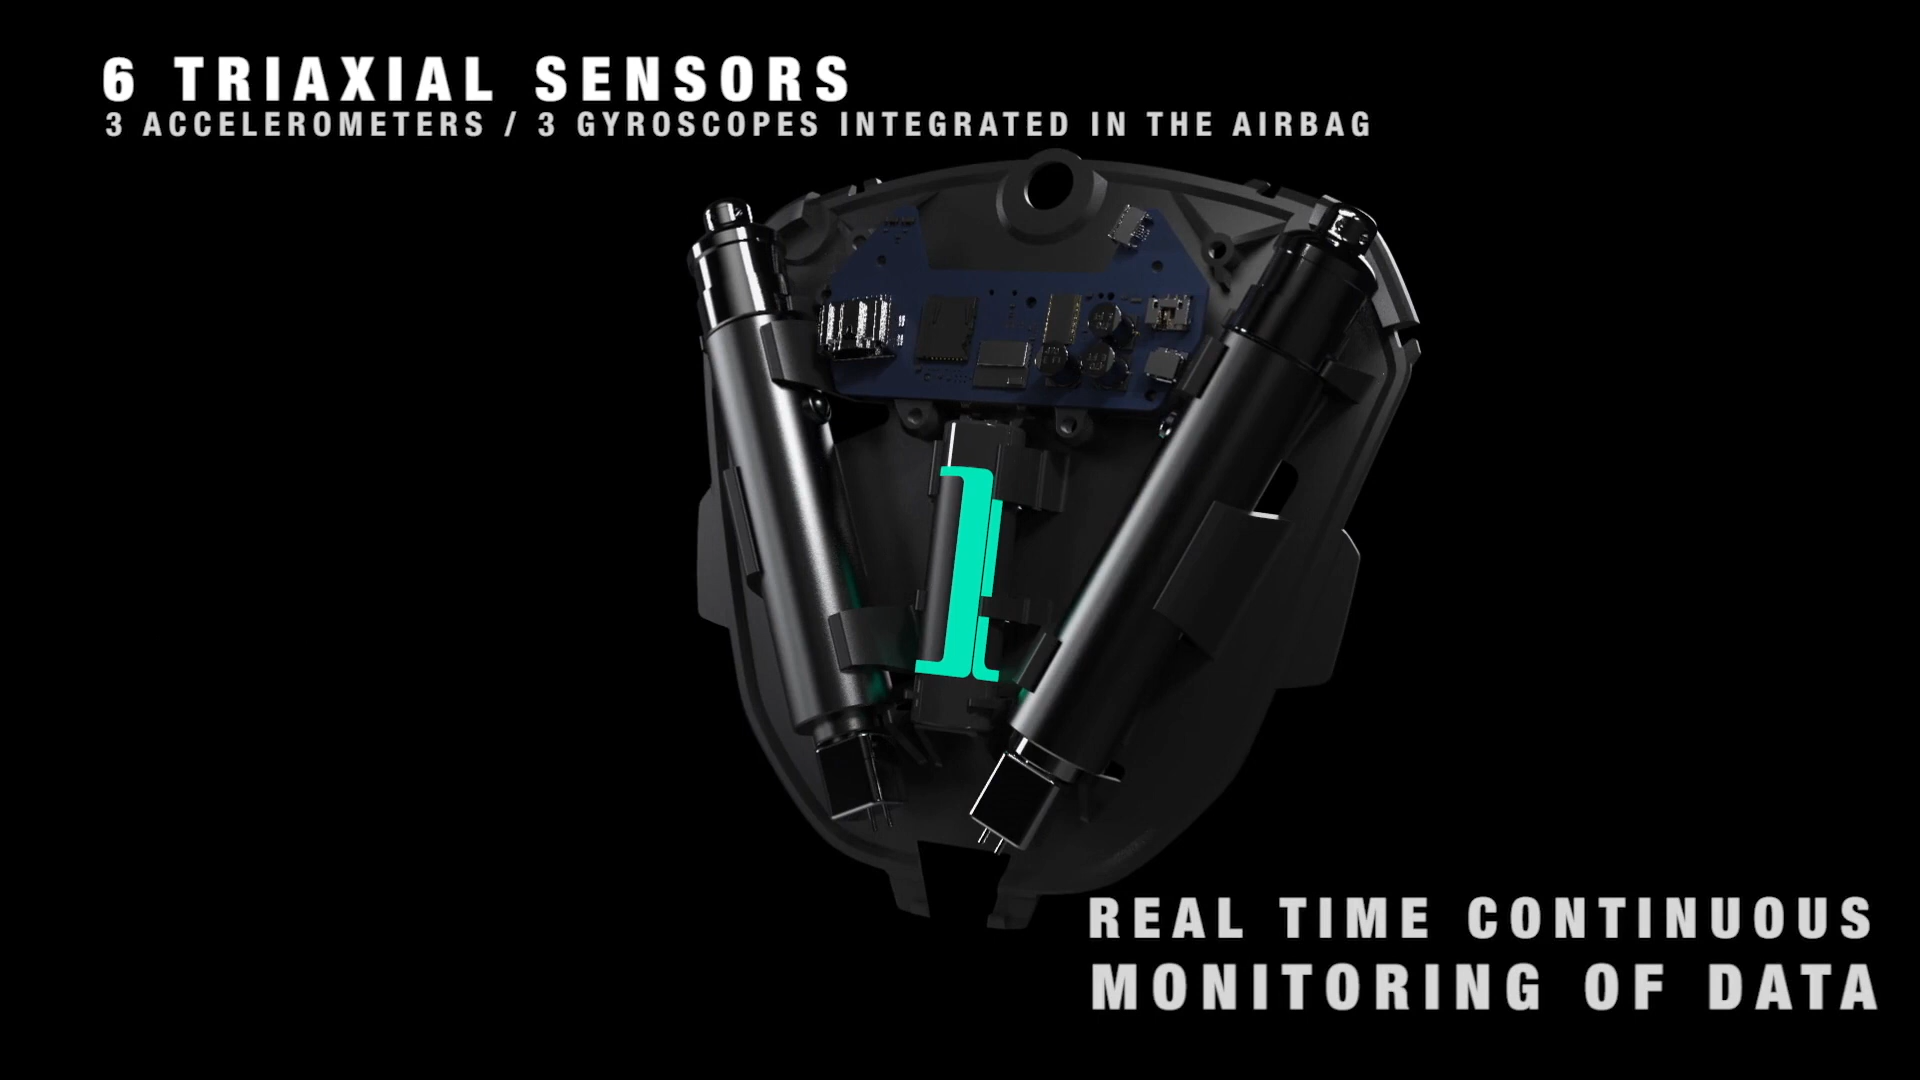 6 TRIAXIAL SENSORS
3 ACCELEROMETERS / 3 GYROSCOPES INTEGRATED IN THE AIRBAG
REAL TIME CONTINUOUS
MONITORING OF DATA